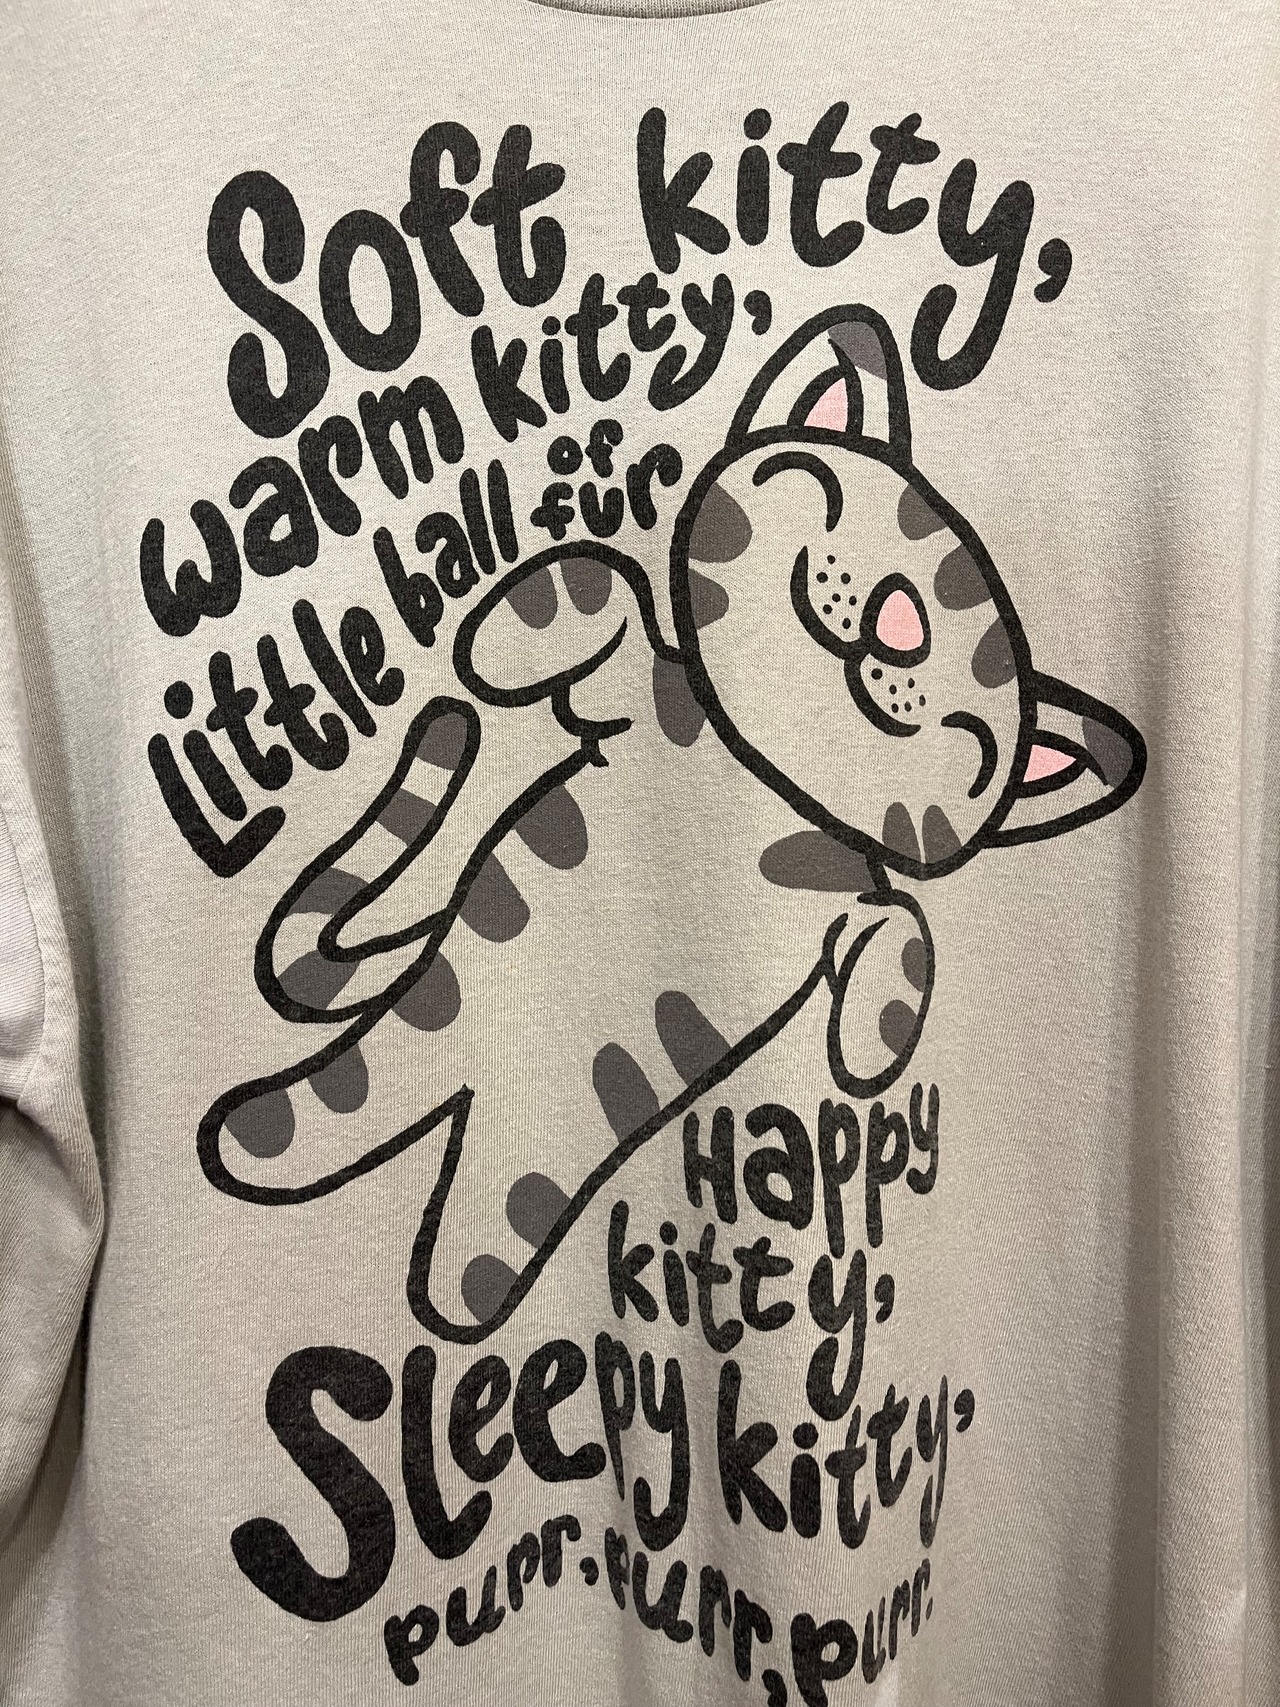 Soft kitty,
warm kitty,
Little ball of fur
Happy
kitty,
Sleepy kitty,
purr, purr, purr.